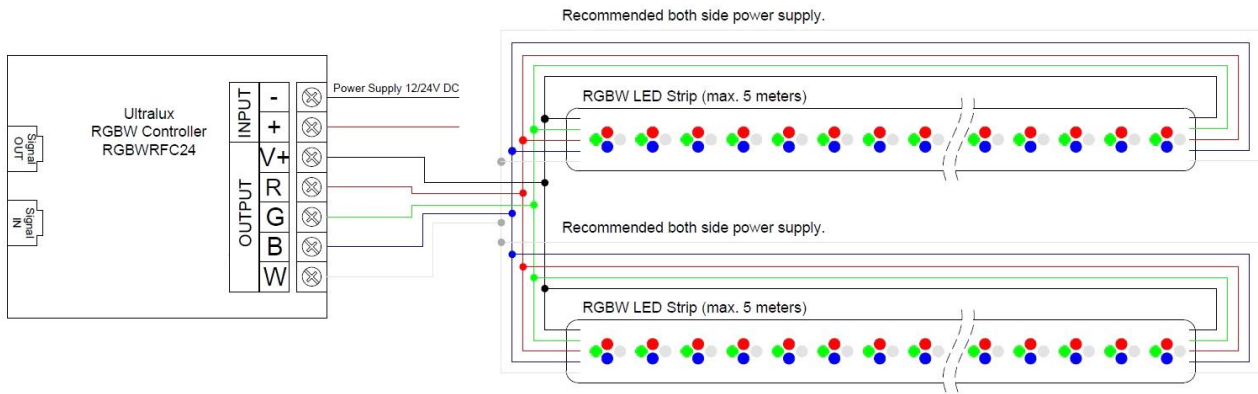 Recommended both side power supply.
RGBW LED Strip (max. 5 meters)
Ultralux
RGBW Controller
RGBWRFC24
Signal
OUT
Signal
IN
INPUT
-
+
OUTPUT
V+
R
G
B
W
Power Supply 12/24V DC
Recommended both side power supply.
RGBW LED Strip (max. 5 meters)